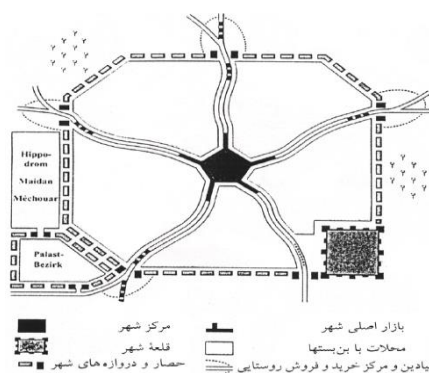 Hippo-
drom
Maidan
Méchouar
Palast-
Bezirk
بازار اصلی شهر
مرکز شهر
محلات با بن‌بستها
قلعة شهر
یادین و مرکز خرید و فروش روستایی
حصار و دروازه های شهر